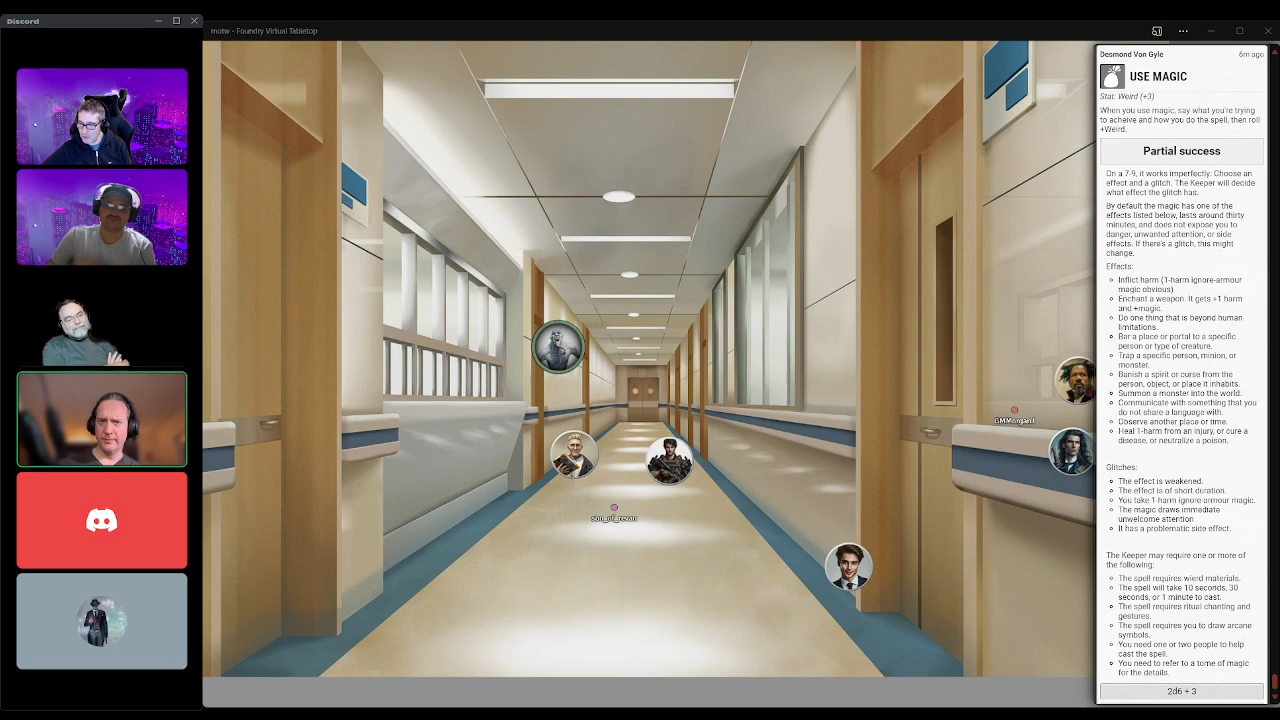 Discord
motw - Foundry Virtual Tabletop
Desmond Von Gyle
6m ago
USE MAGIC
Stat: Weird (+3)
When you use magic, say what you're trying
to acheive and how you do the spell, then roll
+Weird.
Partial success
On a 7-9, it works imperfectly: Choose an
effect and a glitch. The Keeper will decide
what effect the glitch has.
By default the magic has one of the
effects listed below, lasts around thirty
minutes, and does not expose you to
danger, unwanted attention, or side
effects. If there's a glitch, this might
change.
Effects:
Inflict harm (1-harm ignore-armour
magic obvious)
Enchant a weapon. It gets +1 harm
and +magic.
Do one thing that is beyond human
limitations.
Bar a place or portal to a specific
person or type of creature.
Trap a specific person, minion, or
monster.
Banish a spirit or curse from the
person, object, or place it inhabits.
Summon a monster into the world.
Communicate with something that you
do not share a language with.
Observe another place or time.
Heal 1-harm from an injury, or cure a
disease, or neutralize a poison.
Glitches:
The effect is weakened.
The effect is of short duration.
You take 1-harm ignore-armour magic.
The magic draws immediate
unwelcome attention
It has a problematic side effect.
The Keeper may require one or more of
the following:
The spell requires wierd materials.
The spell will take 10 seconds, 30
seconds, or 1 minute to cast.
The spell requires ritual chanting and
gestures.
The spell requires you to draw arcane
symbols.
You need one or two people to help
cast the spell.
You need to refer to a tome of magic
for the details.
2d6 + 3
GMMorgan1